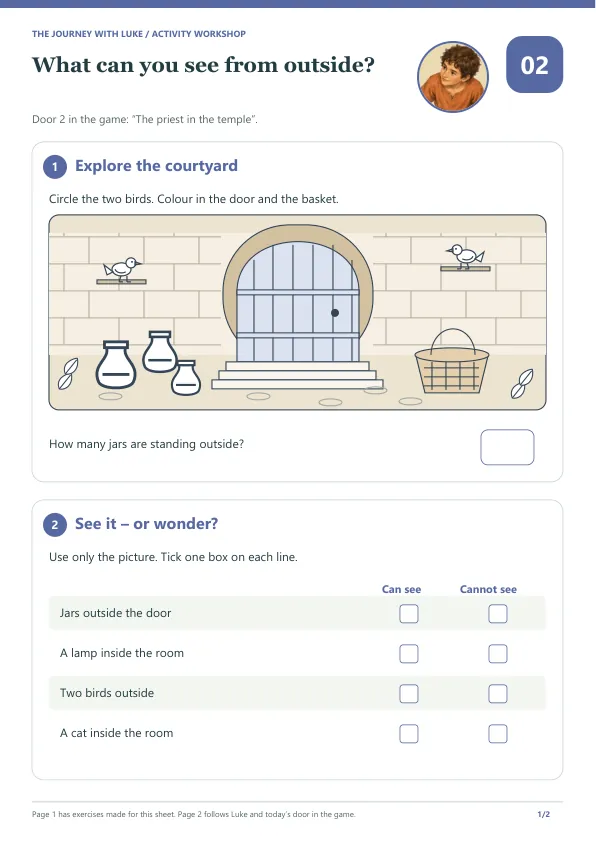 THE JOURNEY WITH LUKE / ACTIVITY WORKSHOP
What can you see from outside?
02
Door 2 in the game: “The priest in the temple”.
1 Explore the courtyard
Circle the two birds. Colour in the door and the basket.
How many jars are standing outside?
2 See it – or wonder?
Use only the picture. Tick one box on each line.
Can see Cannot see
Jars outside the door
A lamp inside the room
Two birds outside
A cat inside the room
Page 1 has exercises made for this sheet. Page 2 follows Luke and today’s door in the game. 1/2